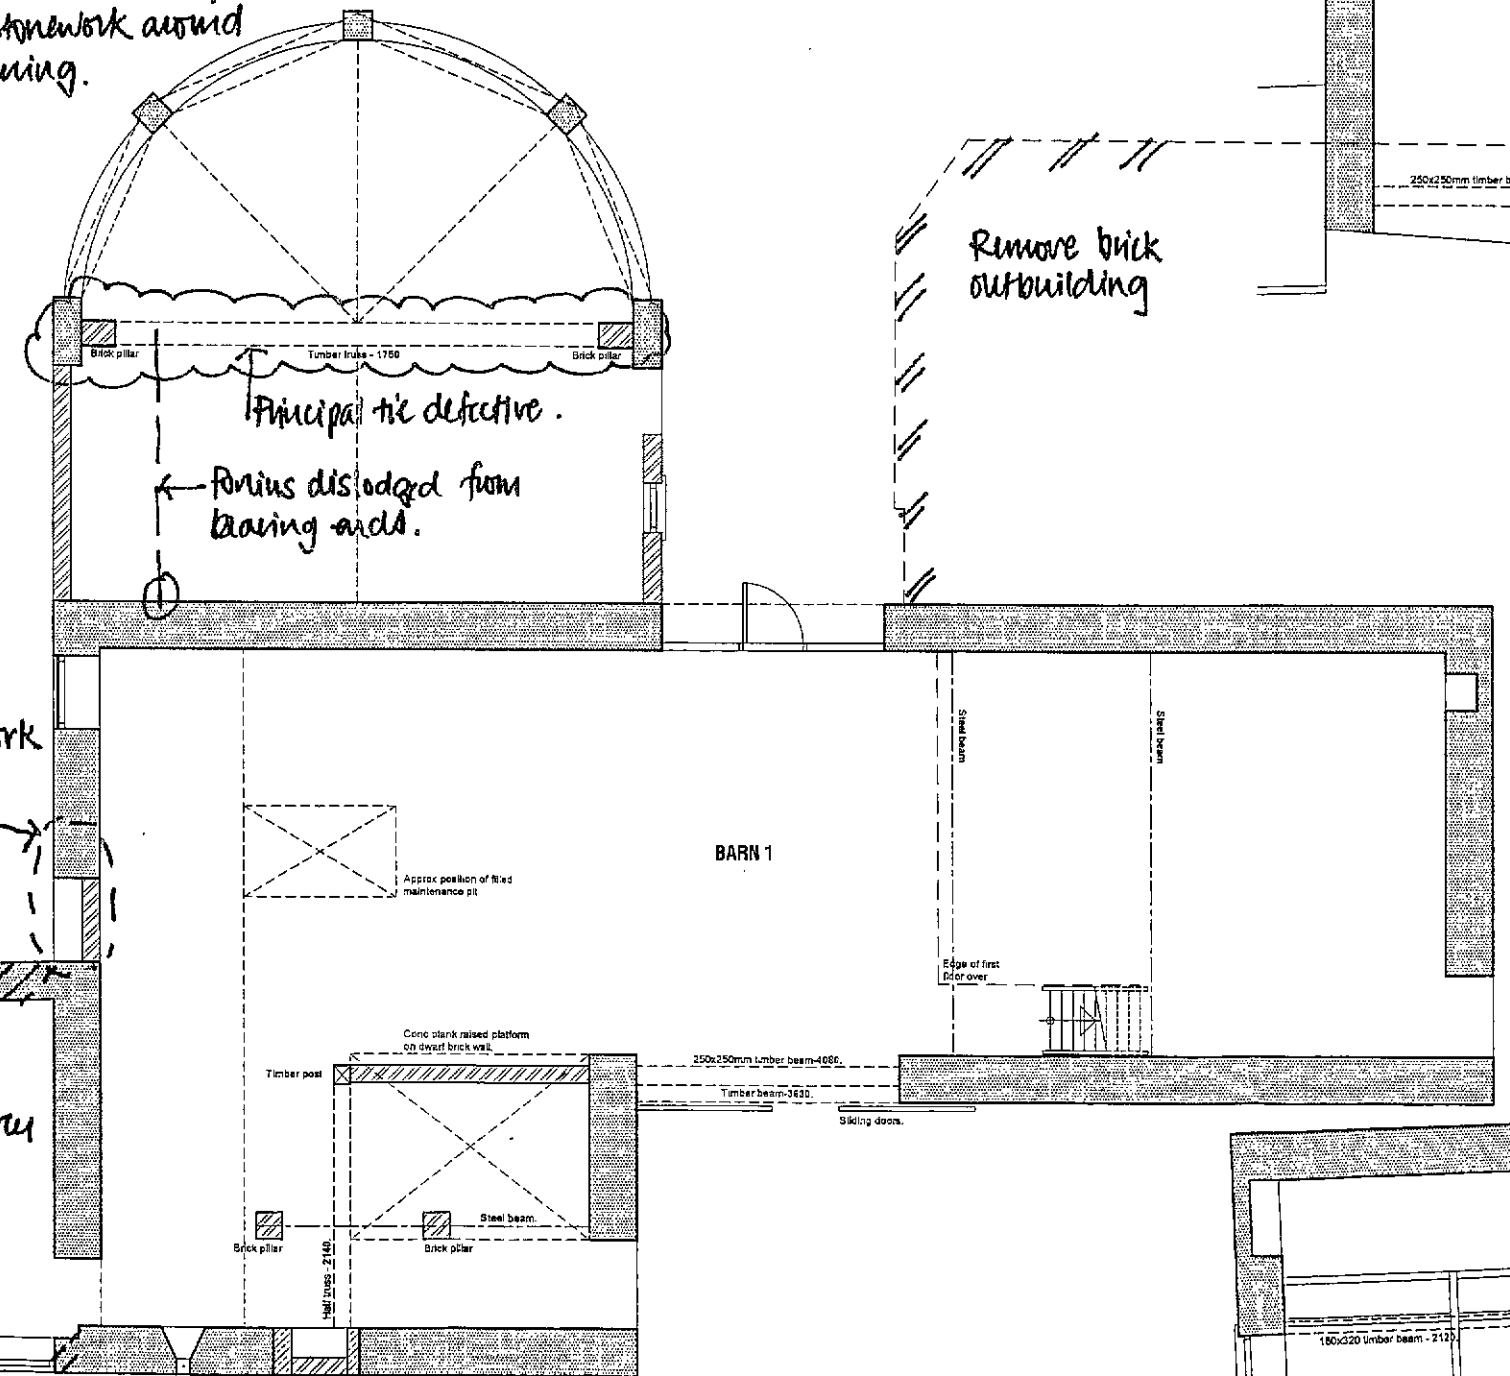 stonework around
ning.
250x250mm timber b
Remove brick
outbuilding
Brick pillar
Timber truss - 1750
Brick pillar
Principal tie defective.
Purlins dislodged from
bearing ends.
rk
Steel beam
Steel beam
BARN 1
Approx position of filled
maintenance pit
Edge of first
floor over
Conc plank raised platform
on dwarf brick wall.
Timber post
250x250mm timber beam-4080.
Timber beam-3630.
Sliding doors.
Steel beam.
Brick pillar
Brick pillar
Half truss - 2140
160x320 timber beam - 2120.